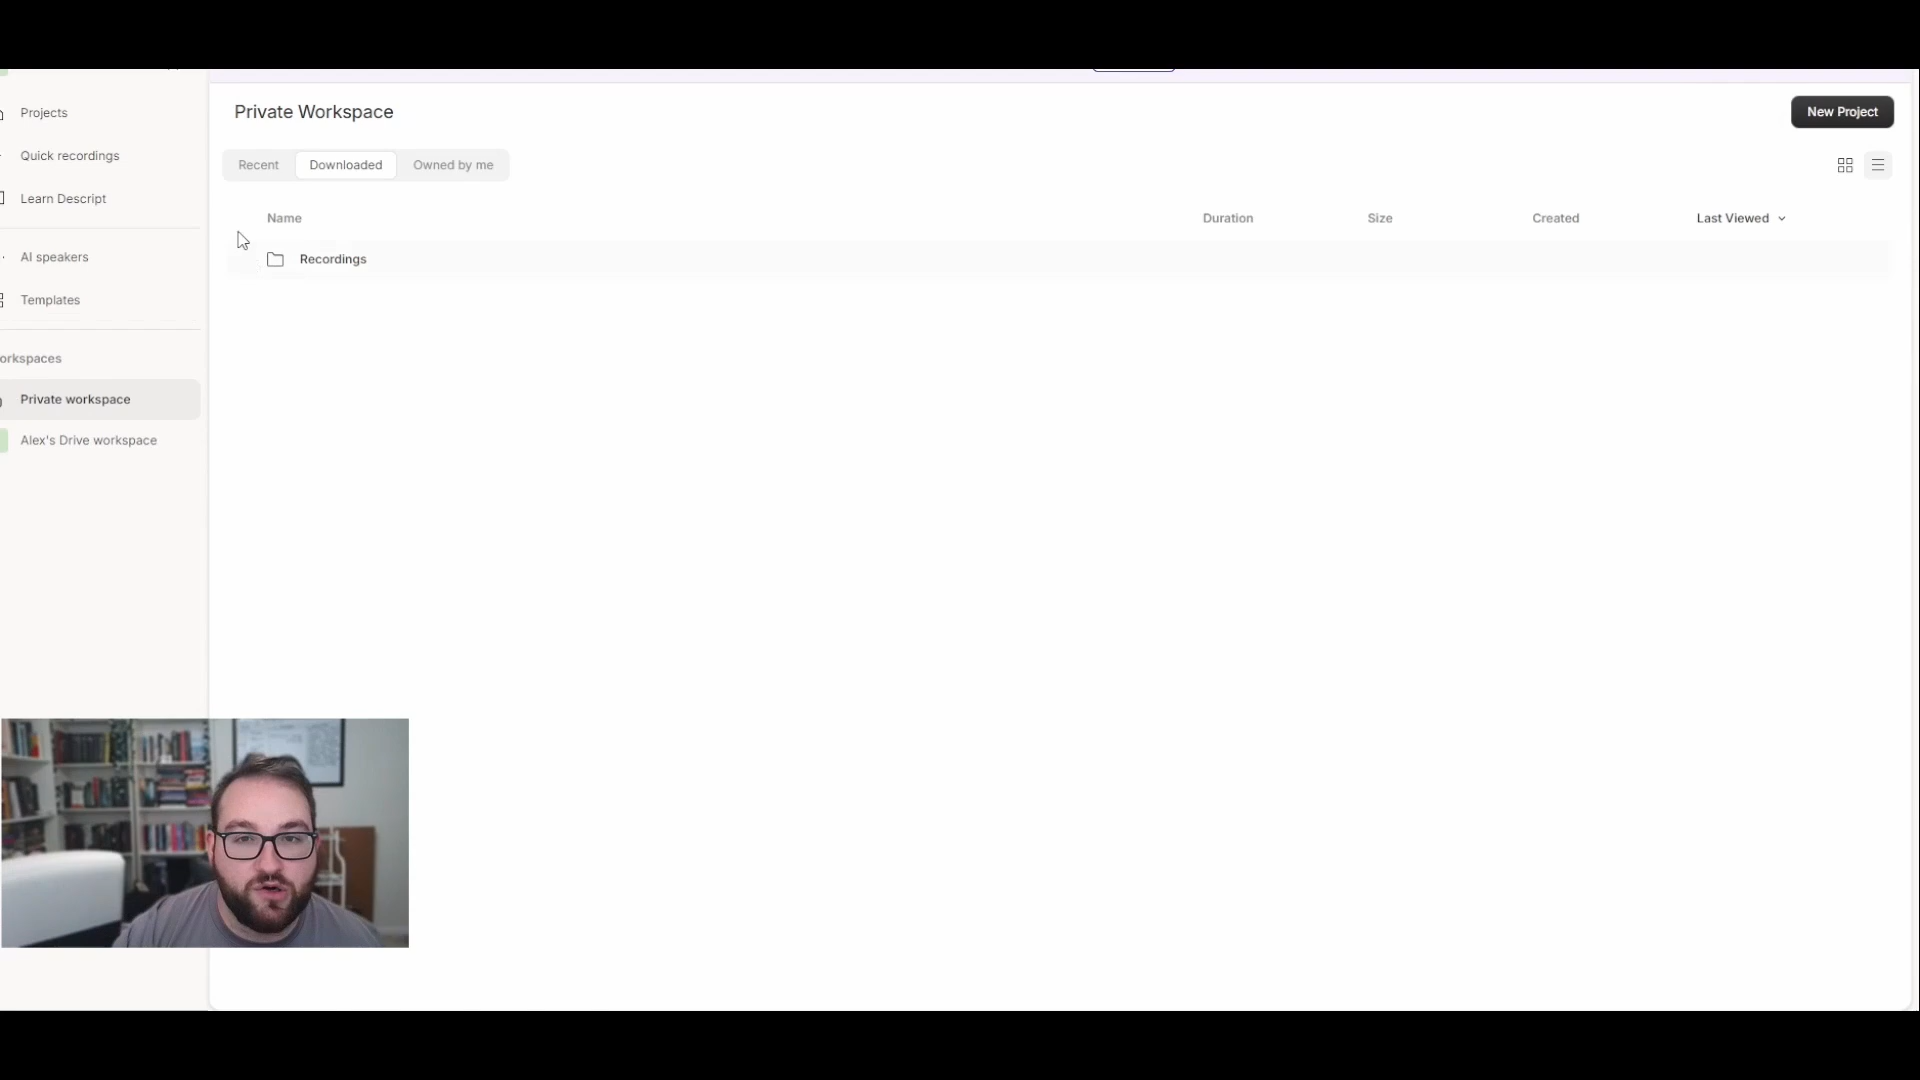 Projects
Quick recordings
Learn Descript
AI speakers
Templates
orkspaces
Private workspace
Alex's Drive workspace
Private Workspace
New Project
Recent Downloaded Owned by me
Name Duration Size Created Last Viewed
Recordings